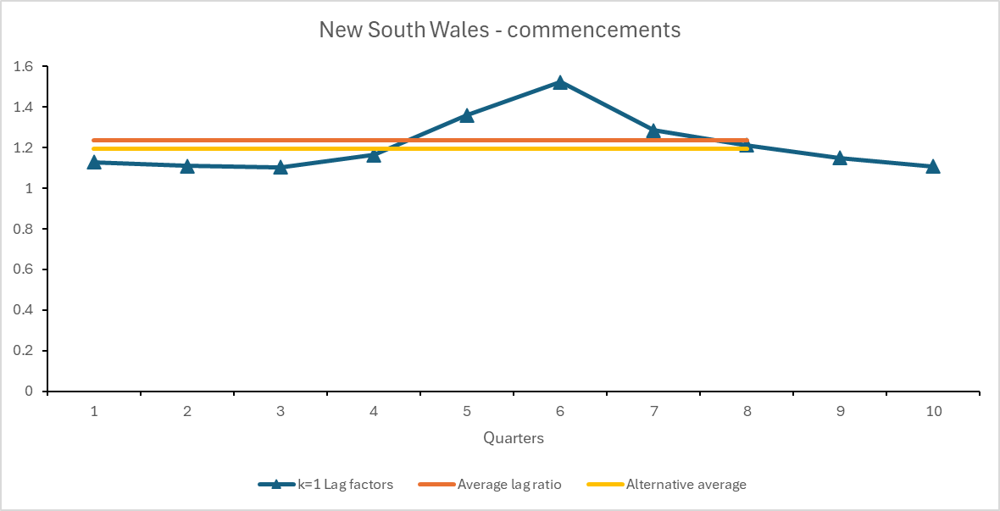 New South Wales - commencements
1.6
1.4
1.2
1
0.8
0.6
0.4
0.2
0
1 2 3 4 5 6 7 8 9 10
Quarters
k=1 Lag factors Average lag ratio Alternative average